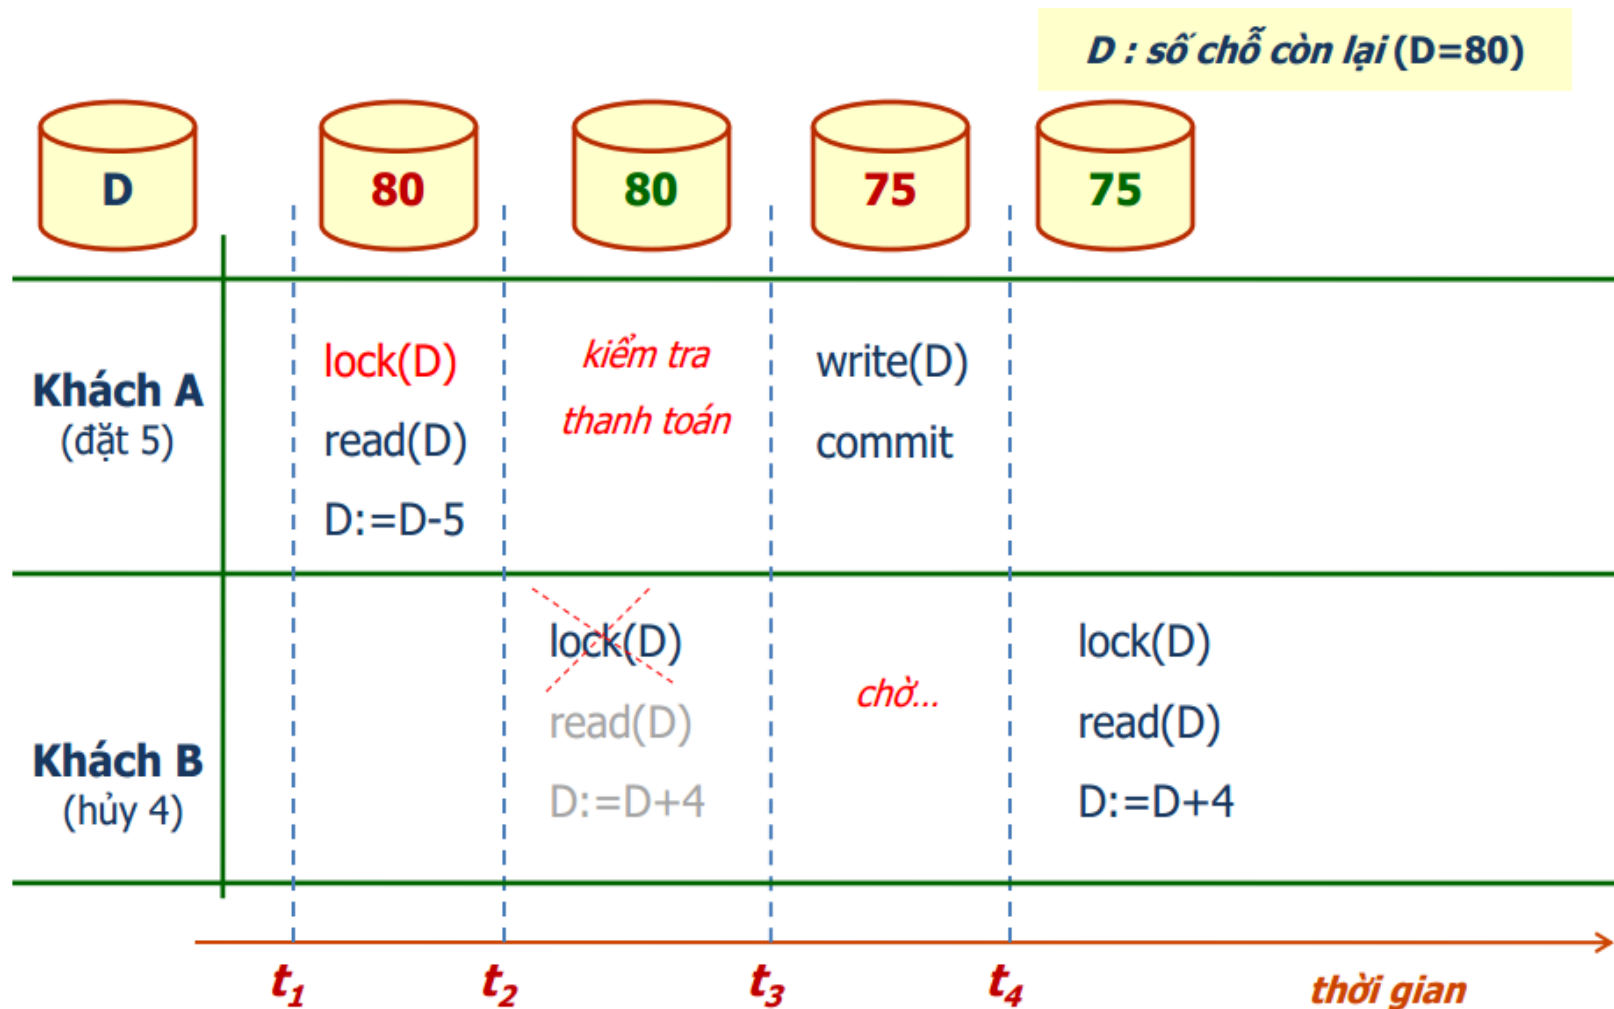 D : số chỗ còn lại (D=80)
D
80
80
75
75
Khách A
(đặt 5)
lock(D)
read(D)
D:=D-5
kiểm tra
thanh toán
write(D)
commit
Khách B
(hủy 4)
lock(D)
read(D)
D:=D+4
chờ...
lock(D)
read(D)
D:=D+4
t1
t2
t3
t4
thời gian